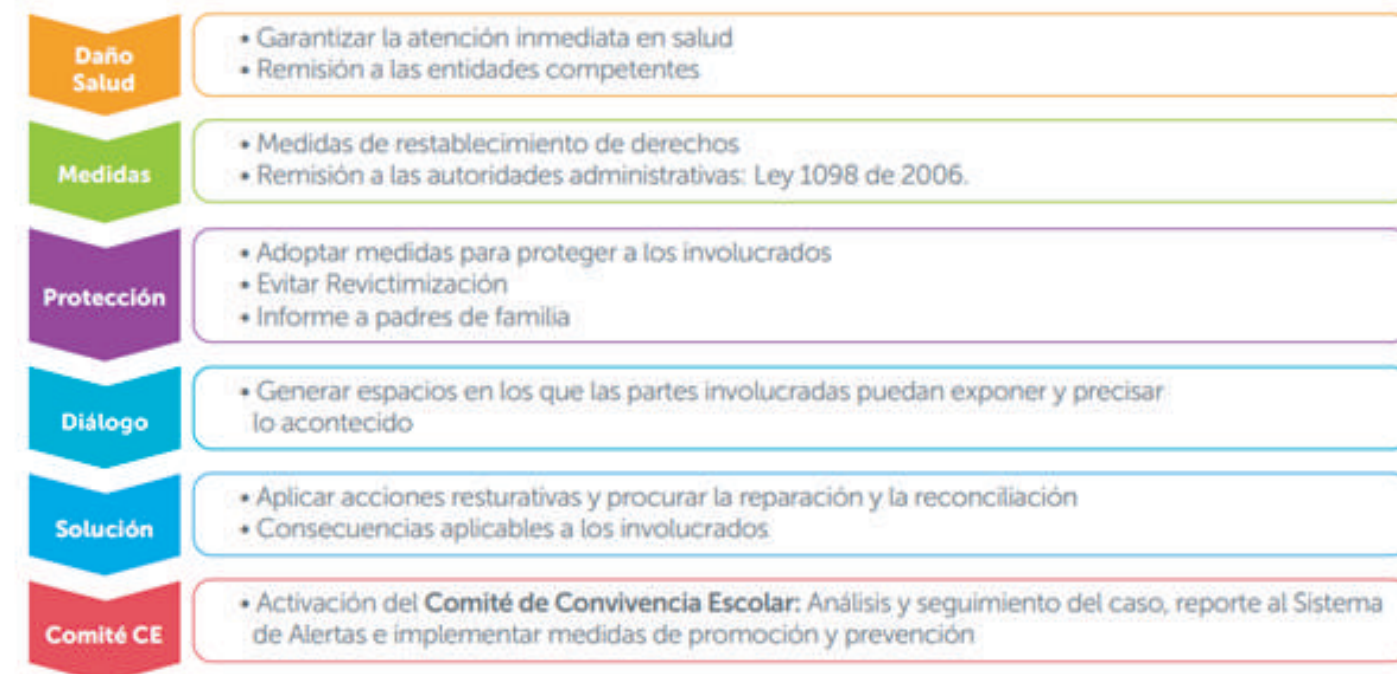 Daño
Salud
• Garantizar la atención inmediata en salud
• Remisión a las entidades competentes
Medidas
• Medidas de restablecimiento de derechos
• Remisión a las autoridades administrativas: Ley 1098 de 2006.
Protección
• Adoptar medidas para proteger a los involucrados
• Evitar Revictimización
• Informe a padres de familia
Diálogo
• Generar espacios en los que las partes involucradas puedan exponer y precisar
lo acontecido
Solución
• Aplicar acciones resturativas y procurar la reparación y la reconciliación
• Consecuencias aplicables a los involucrados
Comité CE
• Activación del Comité de Convivencia Escolar: Análisis y seguimiento del caso, reporte al Sistema
de Alertas e implementar medidas de promoción y prevención